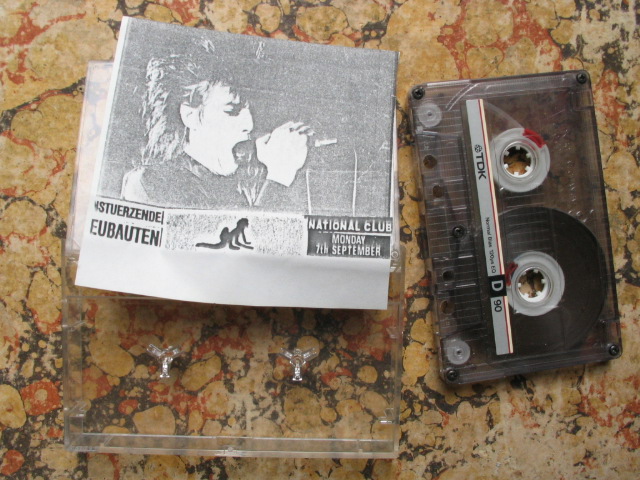 NSTUERZENDE
EUBAUTEN
NATIONAL CLUB
MONDAY
7th SEPTEMBER
TDK
D 90